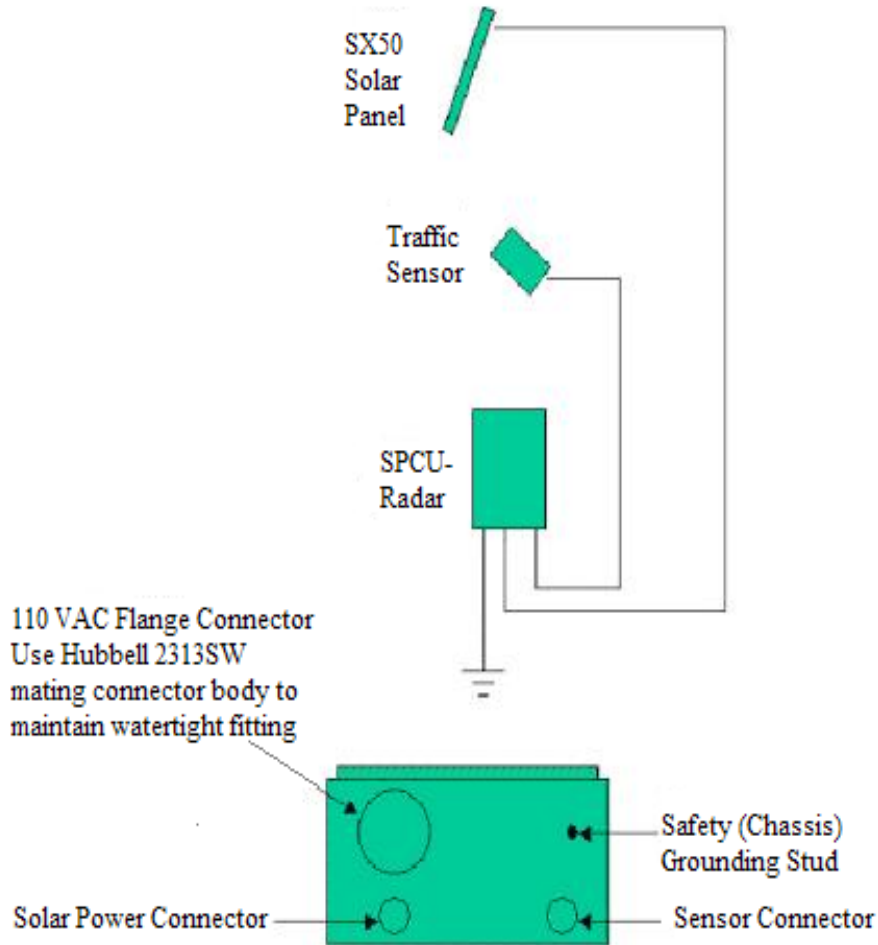 SX50
Solar
Panel
Traffic
Sensor
SPCU-
Radar
110 VAC Flange Connector
Use Hubbell 2313SW
mating connector body to
maintain watertight fitting
Safety (Chassis)
Grounding Stud
Solar Power Connector
Sensor Connector